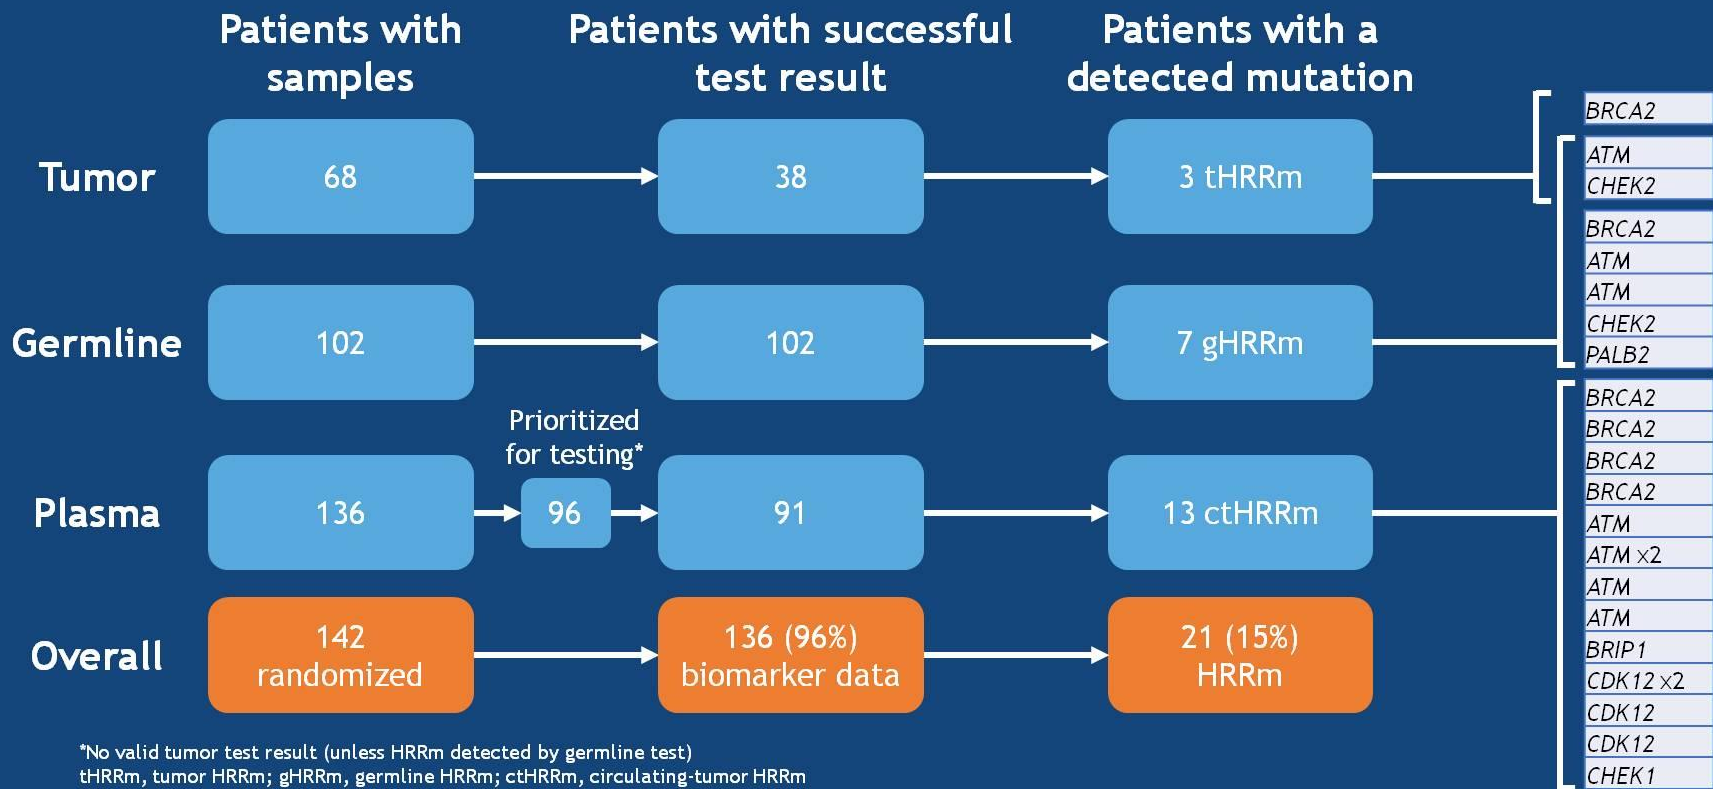 Patients with
samples
Patients with successful
test result
Patients with a
detected mutation
Tumor
68
38
3 tHRRm
Germline
102
102
7 gHRRm
Prioritized
for testing*
Plasma
136
96
91
13 ctHRRm
Overall
142
randomized
136 (96%)
biomarker data
21 (15%)
HRRm
BRCA2
ATM
CHEK2
BRCA2
ATM
ATM
CHEK2
PALB2
BRCA2
BRCA2
BRCA2
BRCA2
ATM
ATM x2
ATM
ATM
BRIP1
CDK12 x2
CDK12
CDK12
CHEK1
*No valid tumor test result (unless HRRm detected by germline test)
tHRRm, tumor HRRm; gHRRm, germline HRRm; ctHRRm, circulating-tumor HRRm